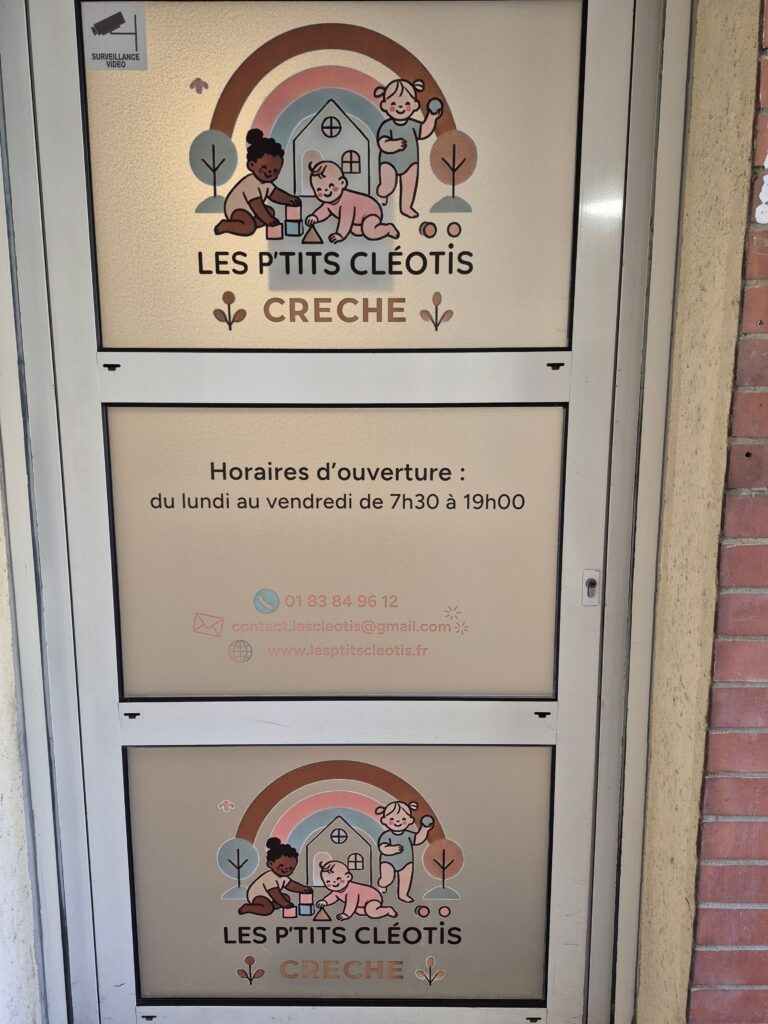 SURVEILLANCE
VIDÉO
LES P'TITS CLÉOTIS
CRECHE
Horaires d'ouverture :
du lundi au vendredi de 7h30 à 19h00
01 83 84 96 12
contact.lescleotis@gmail.com
www.lesptitscleotis.fr
LES P'TITS CLÉOTIS
CRECHE